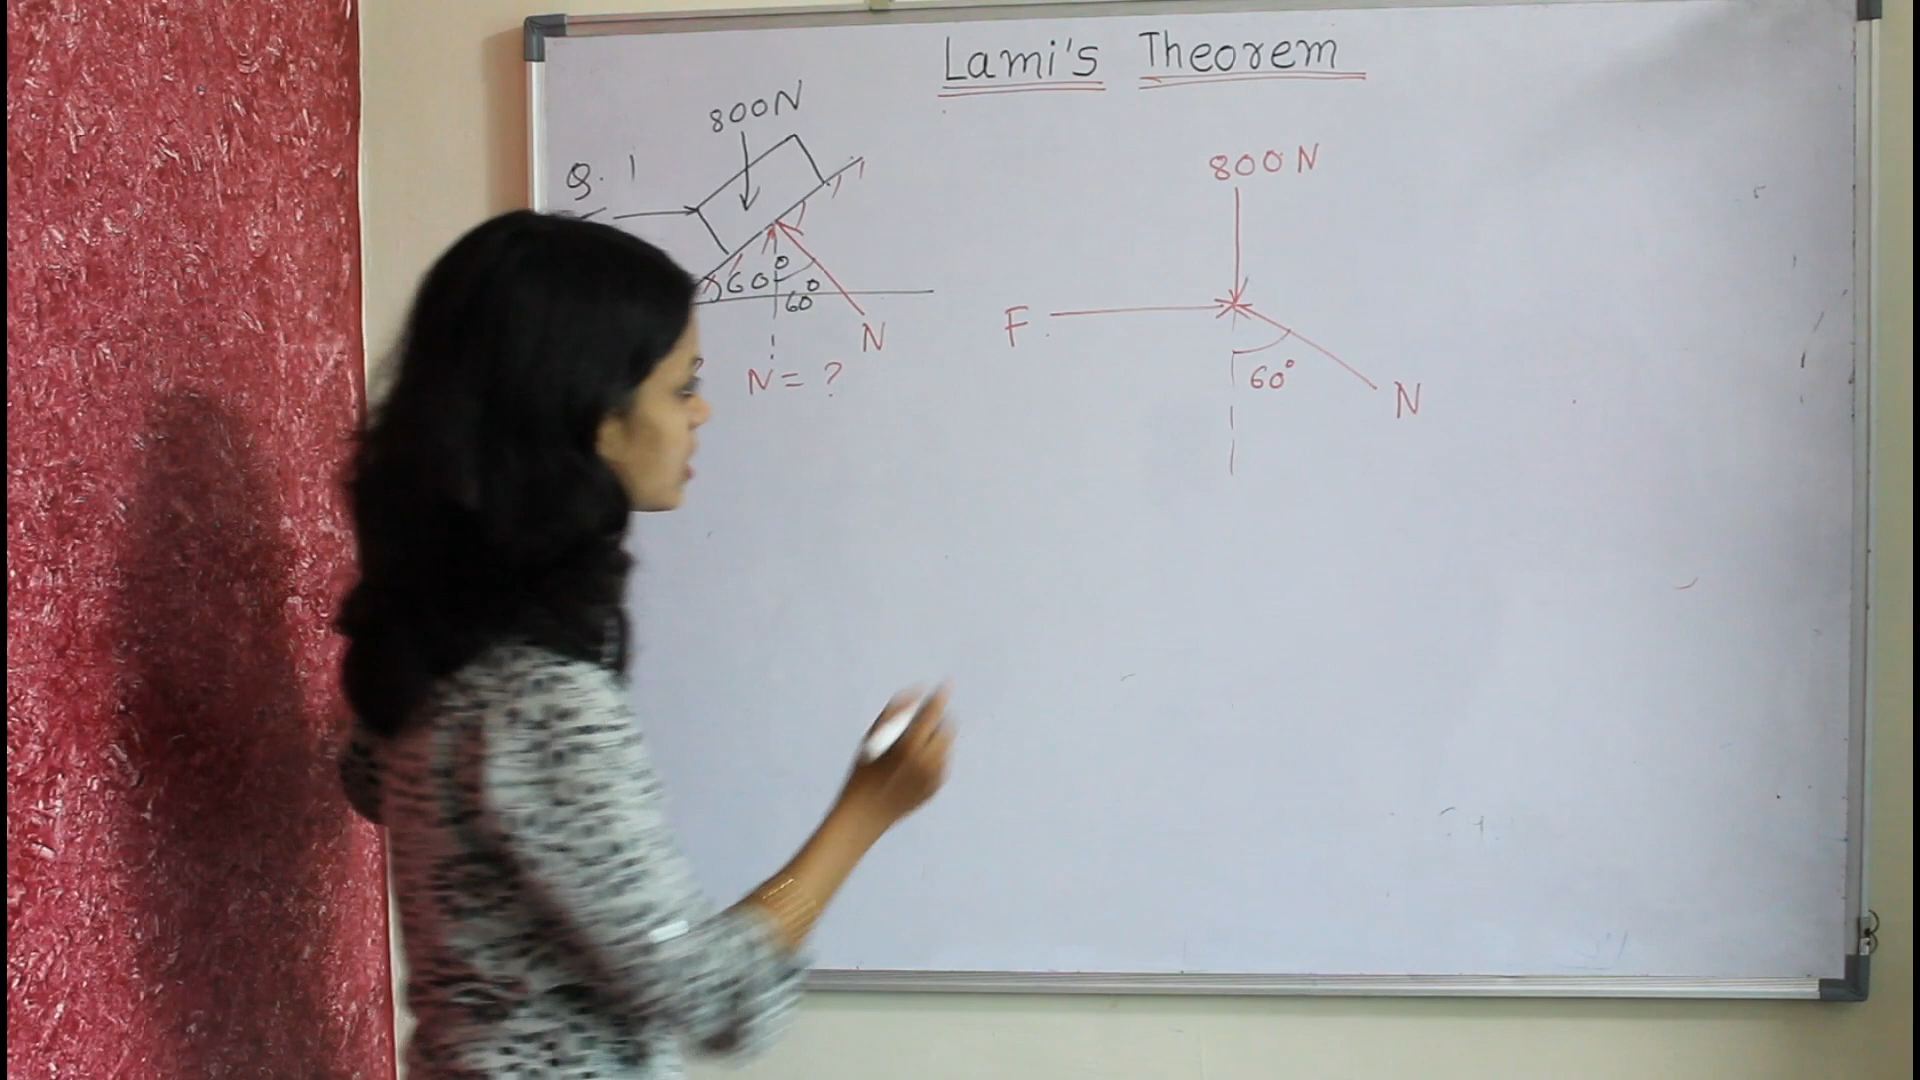 Lami's Theorem
Q. 1
800N
60°
60°
N
N = ?
800 N
F
60°
N